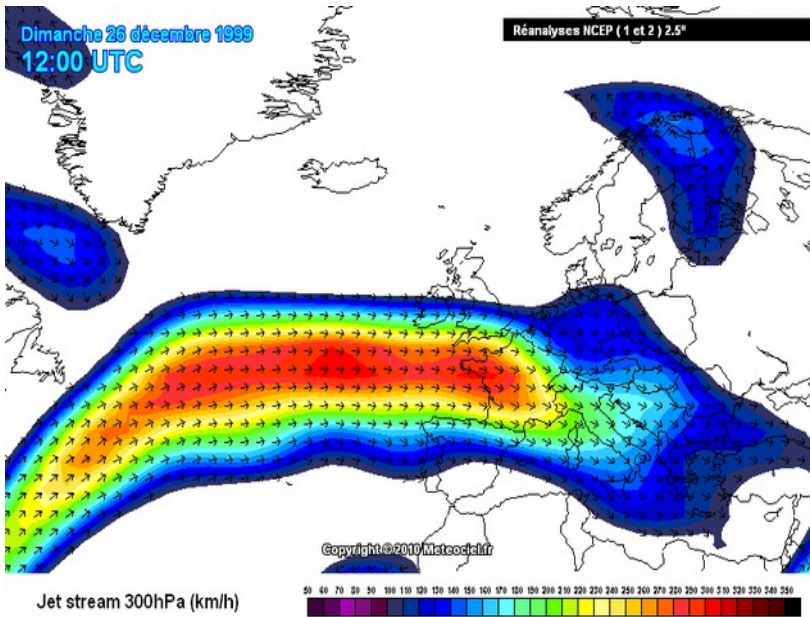 Dimanche 26 décembre 1999
12:00 UTC
Réanalyses NCEP ( 1 et 2 ) 2.5°
Copyright © 2010 Meteociel.fr
Jet stream 300hPa (km/h)
50 60 70 80 90 100 110 120 130 140 150 160 170 180 190 200 210 220 230 240 250 260 270 280 290 300 310 320 330 340 350